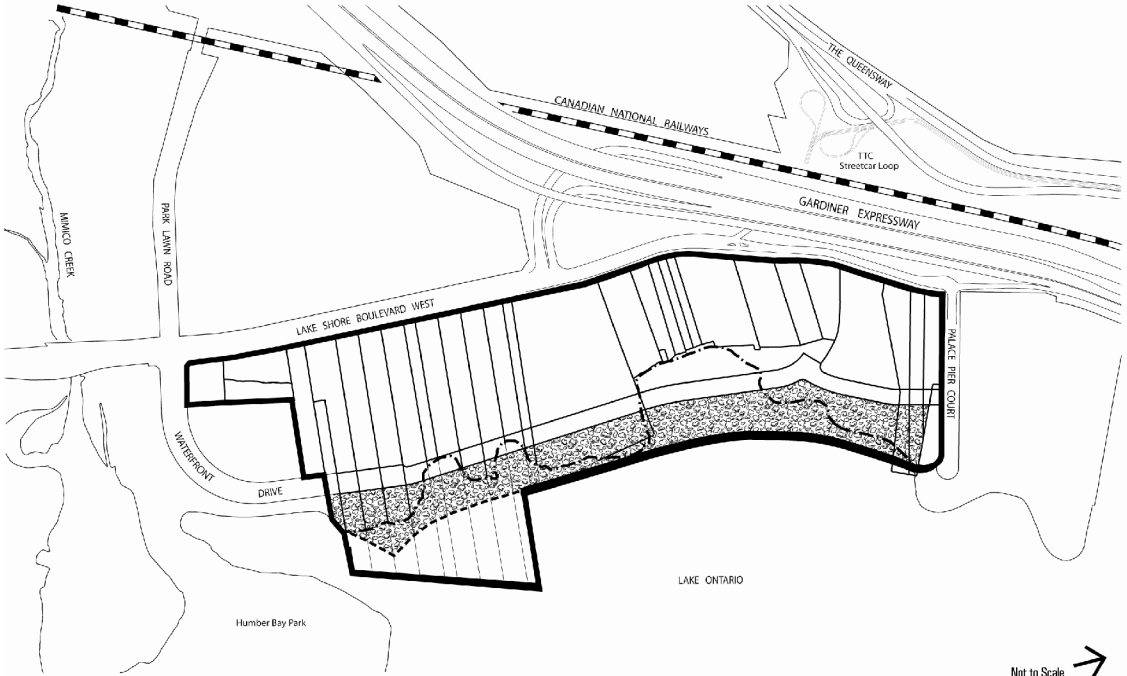 THE QUEENSWAY
CANADIAN NATIONAL RAILWAYS
TTC
Streetcar Loop
GARDINER EXPRESSWAY
MIMICO CREEK
PARK LAWN ROAD
LAKE SHORE BOULEVARD WEST
PALACE PIER COURT
WATERFRONT
DRIVE
LAKE ONTARIO
Humber Bay Park
Not to Scale